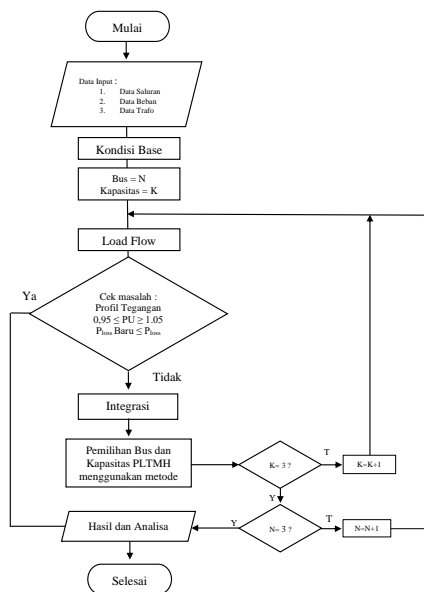 Mulai
Data Input :
1. Data Saluran
2. Data Beban
3. Data Trafo
Kondisi Base
Bus = N
Kapasitas = K
Load Flow
Ya
Cek masalah :
Profil Tegangan
0,95 ≤ PU ≥ 1.05
Ploss Baru ≤ Ploss
Tidak
Integrasi
Pemilihan Bus dan
Kapasitas PLTMH
menggunakan metode
K= 3 ?
T
K=K+1
Y
Hasil dan Analisa
Y
N= 3 ?
T
N=N+1
Selesai